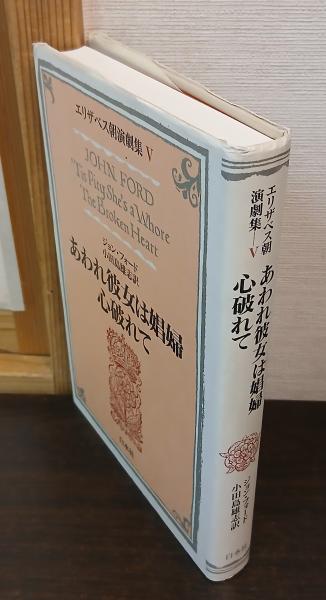 エリザベス朝演劇集 V
JOHN FORD
'Tis Pity She's a Whore
The Broken Heart
ジョン・フォード
小田島雄志訳
あわれ彼女は娼婦
心破れて
白水社
エリザベス朝
演劇集—V
あわれ彼女は娼婦
心破れて
ジョン・フォード
小田島雄志訳
白水社